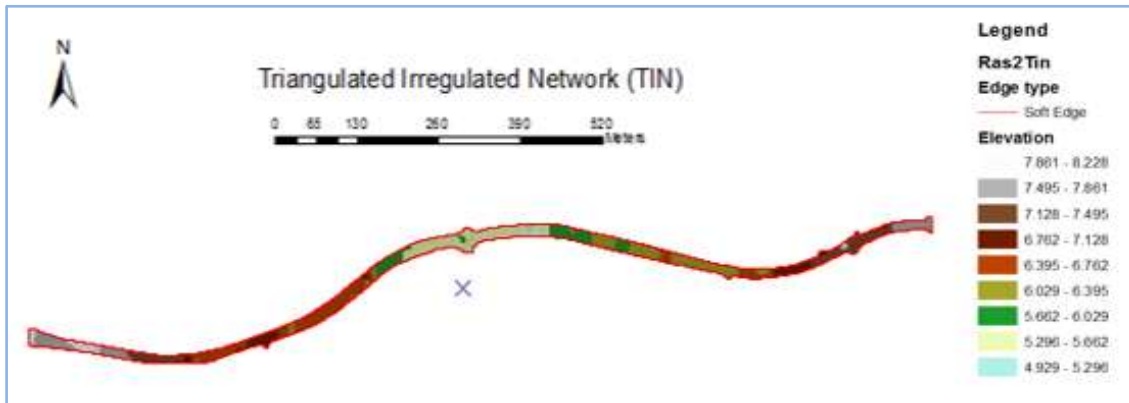 N
Triangulated Irregulated Network (TIN)
0 65 130 260 390 520
Meters
Legend
Ras2Tin
Edge type
Soft Edge
Elevation
7.861 - 8.228
7.495 - 7.861
7.128 - 7.495
6.762 - 7.128
6.395 - 6.762
6.029 - 6.395
5.662 - 6.029
5.296 - 5.662
4.929 - 5.296